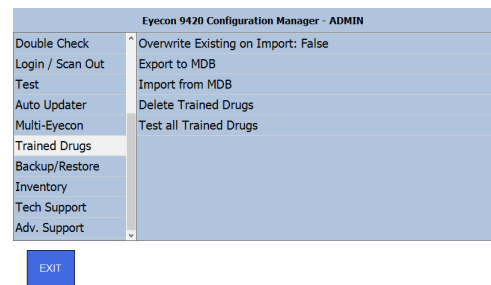 Eyecon 9420 Configuration Manager - ADMIN
Double Check
Overwrite Existing on Import: False
Login / Scan Out
Export to MDB
Test
Import from MDB
Auto Updater
Delete Trained Drugs
Multi-Eyecon
Test all Trained Drugs
Trained Drugs
Backup/Restore
Inventory
Tech Support
Adv. Support
EXIT